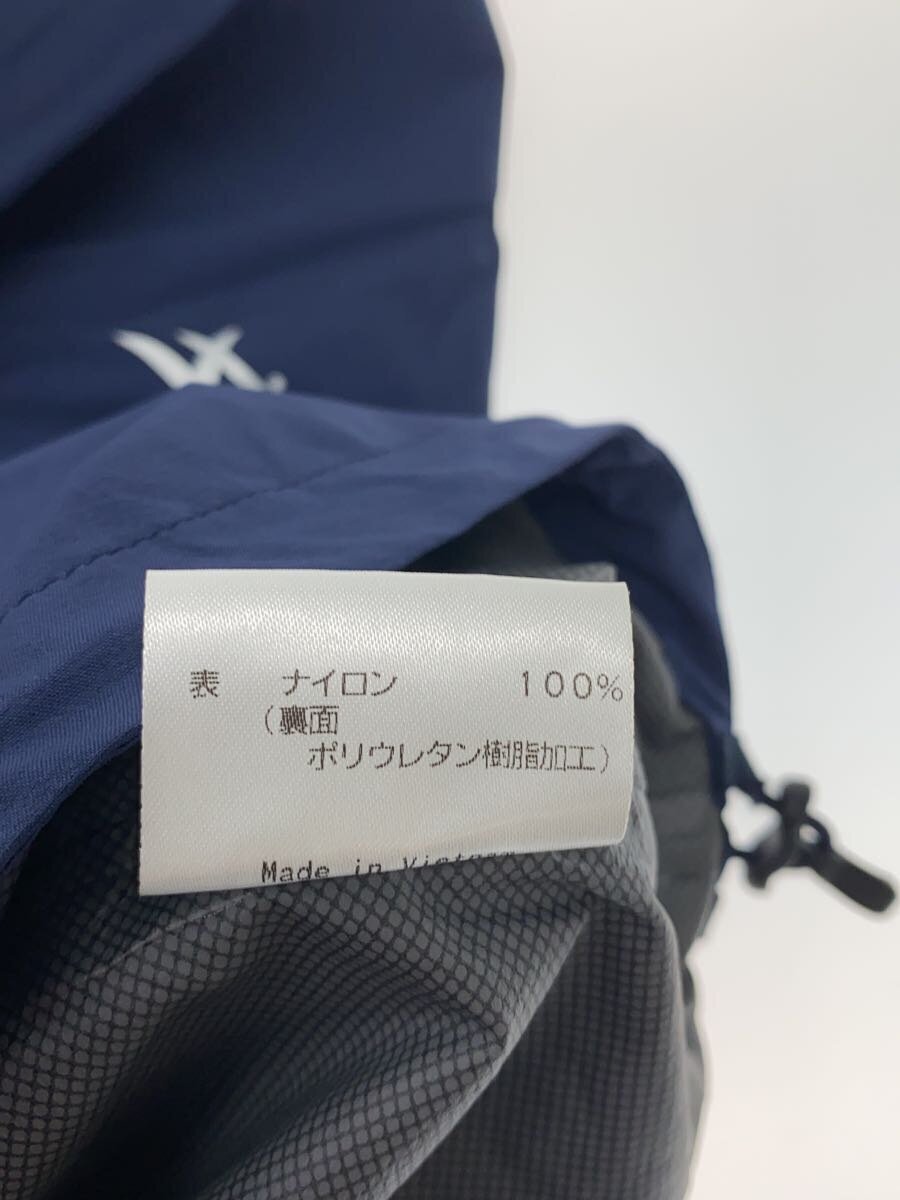 表 ナイロン 100%
(裏面
ポリウレタン樹脂加工)
Made in Vietnam